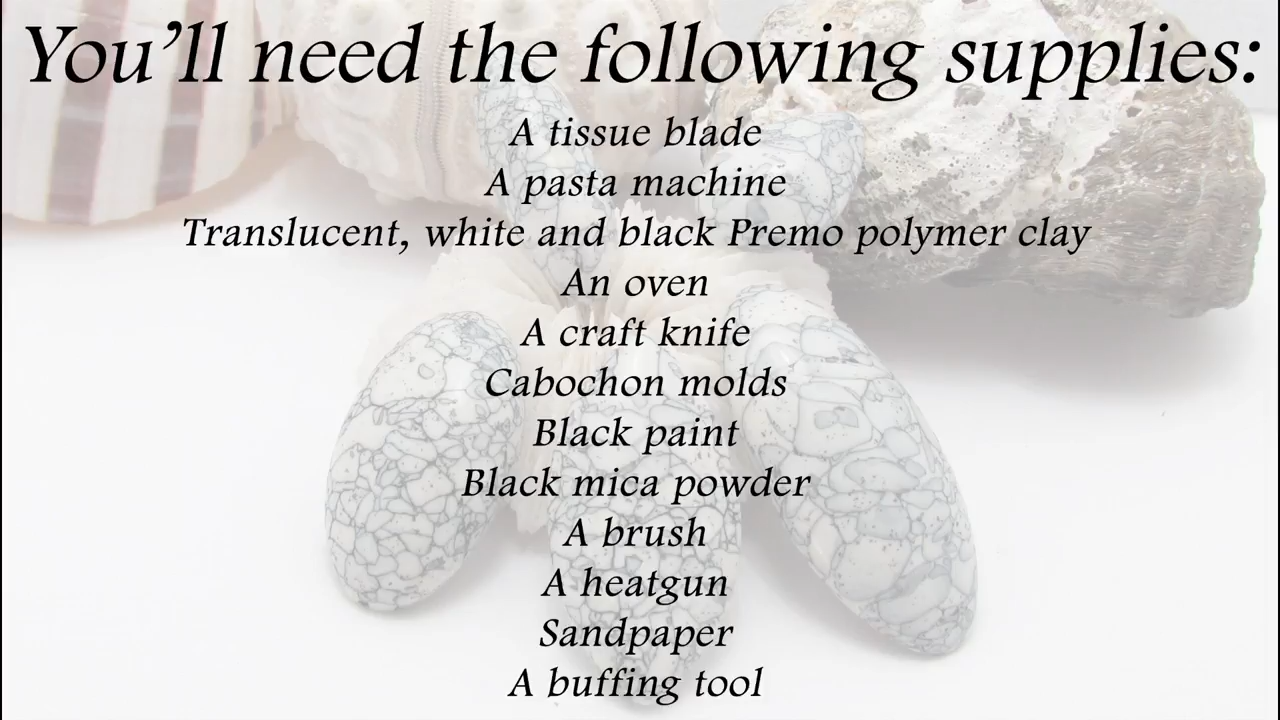 You'll need the following supplies:
A tissue blade
A pasta machine
Translucent, white and black Premo polymer clay
An oven
A craft knife
Cabochon molds
Black paint
Black mica powder
A brush
A heatgun
Sandpaper
A buffing tool